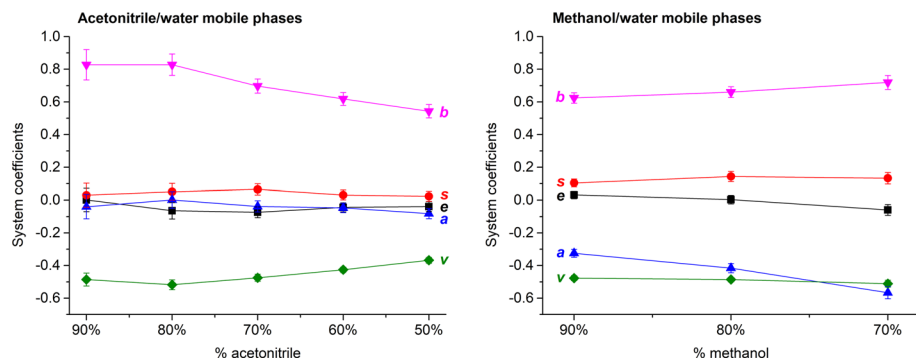 Acetonitrile/water mobile phases
System coefficients
1.0
0.8
0.6
0.4
0.2
0.0
-0.2
-0.4
-0.6
b
s
e
a
v
90% 80% 70% 60% 50%
% acetonitrile
Methanol/water mobile phases
System coefficients
1.0
0.8
0.6
0.4
0.2
0.0
-0.2
-0.4
-0.6
b
s
e
a
v
90% 80% 70%
% methanol